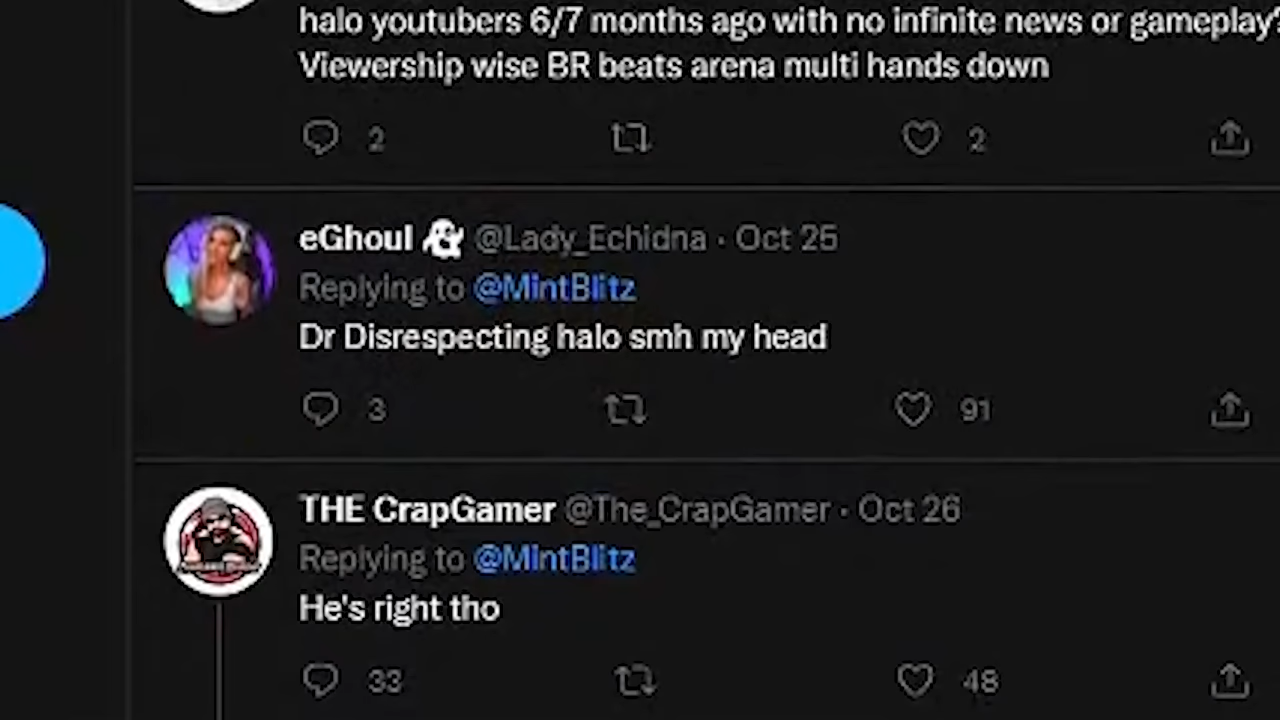 halo youtubers 6/7 months ago with no infinite news or gameplay?
Viewership wise BR beats arena multi hands down
2 2
eGhoul @Lady_Echidna · Oct 25
Replying to @MintBlitz
Dr Disrespecting halo smh my head
3 91
THE CrapGamer @The_CrapGamer · Oct 26
Replying to @MintBlitz
He's right tho
33 48